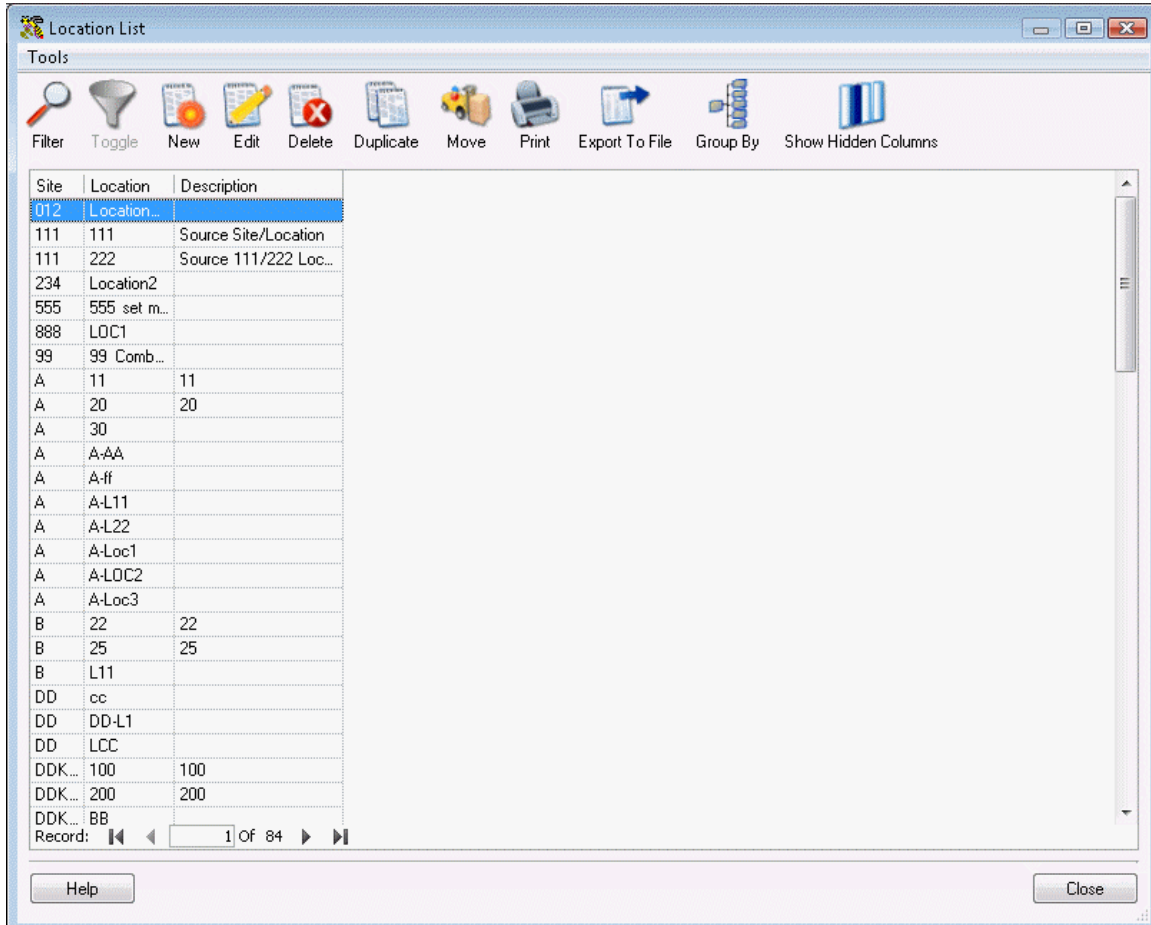 Location List
Tools
Filter Toggle New Edit Delete Duplicate Move Print Export To File Group By Show Hidden Columns
Site Location Description
012 Location...
111 111 Source Site/Location
111 222 Source 111/222 Loc...
234 Location2
555 555 set m...
888 LOC1
99 99 Comb...
A 11 11
A 20 20
A 30
A A-AA
A A-ff
A A-L11
A A-L22
A A-Loc1
A A-LOC2
A A-Loc3
B 22 22
B 25 25
B L11
DD cc
DD DD-L1
DD LCC
DDK... 100 100
DDK... 200 200
DDK... BB
Record: 1 Of 84
Help Close